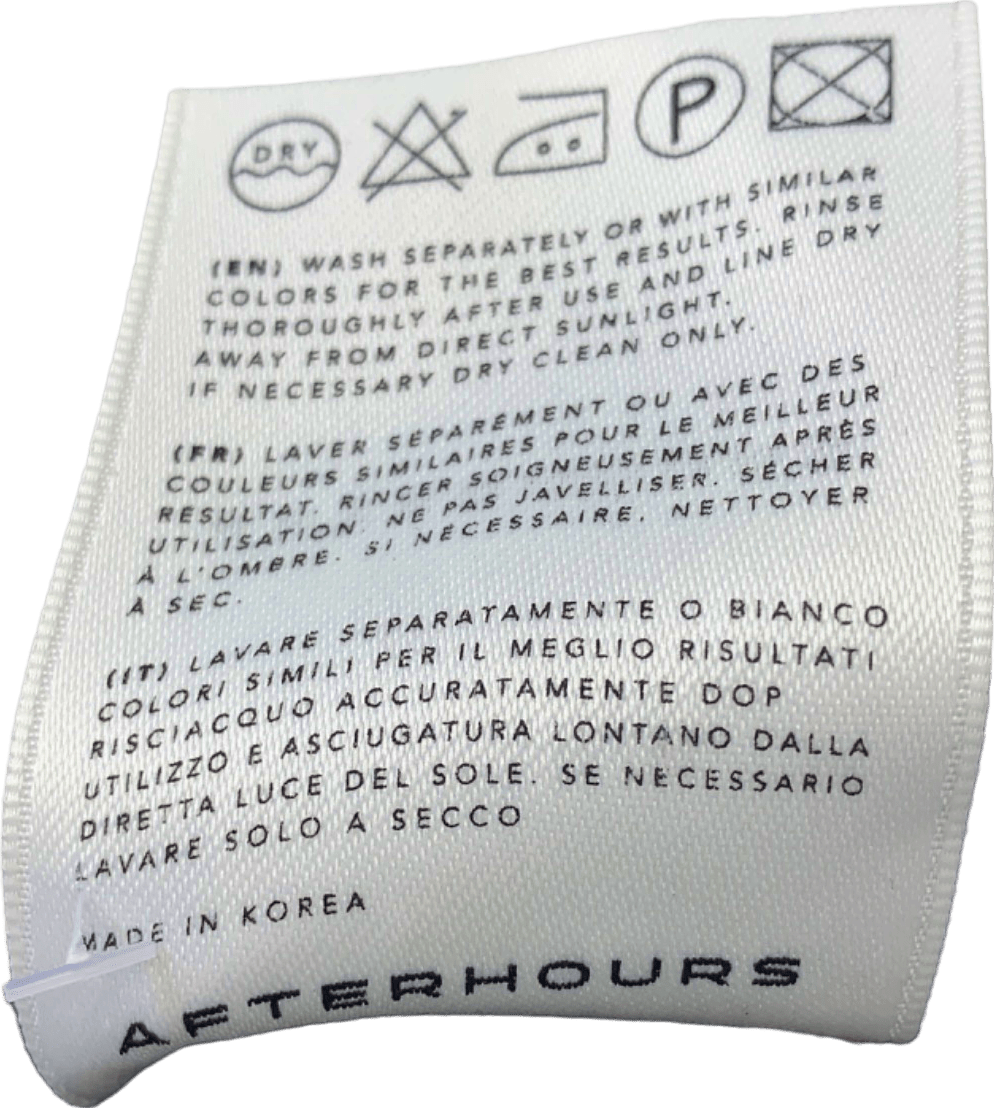 DRY P
(EN) WASH SEPARATELY OR WITH SIMILAR
COLORS FOR THE BEST RESULTS. RINSE
THOROUGHLY AFTER USE AND LINE DRY
AWAY FROM DIRECT SUNLIGHT.
IF NECESSARY DRY CLEAN ONLY.
(FR) LAVER SÉPARÉMENT OU AVEC DES
COULEURS SIMILAIRES POUR LE MEILLEUR
RÉSULTAT. RINCER SOIGNEUSEMENT APRÈS
UTILISATION. NE PAS JAVELLISER. SÉCHER
À L'OMBRE. SI NÉCESSAIRE, NETTOYER
À SEC.
(IT) LAVARE SEPARATAMENTE O BIANCO
COLORI SIMILI PER IL MEGLIO RISULTATI
RISCIACQUO ACCURATAMENTE DOP
UTILIZZO E ASCIUGATURA LONTANO DALLA
DIRETTA LUCE DEL SOLE. SE NECESSARIO
LAVARE SOLO A SECCO
MADE IN KOREA
AFTERHOURS